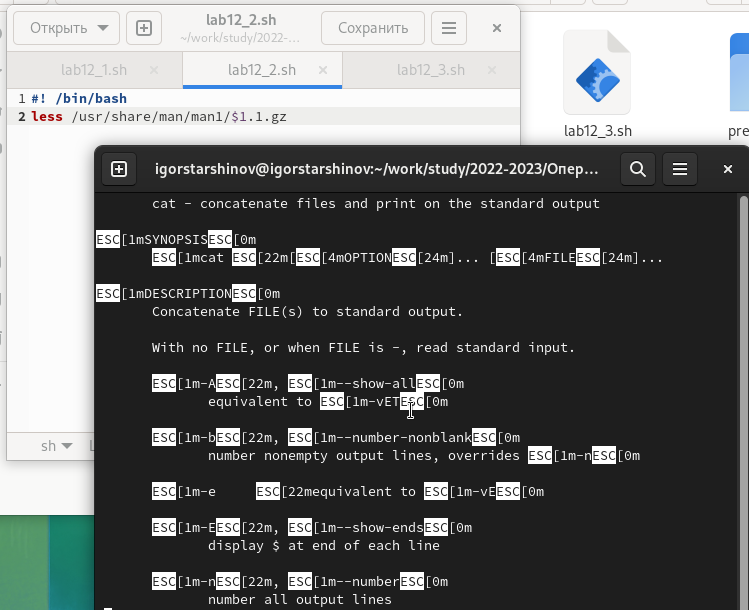 Открыть
lab12_2.sh
~/work/study/2022-...
Сохранить
lab12_1.sh
lab12_2.sh
lab12_3.sh
1 #! /bin/bash
2 less /usr/share/man/man1/$1.1.gz
lab12_3.sh
pre
igorstarshinov@igorstarshinov:~/work/study/2022-2023/Опер...
cat - concatenate files and print on the standard output
ESC[1mSYNOPSISESC[0m
ESC[1mcat ESC[22m[ESC[4mOPTIONESC[24m]... [ESC[4mFILEESC[24m]...
ESC[1mDESCRIPTIONESC[0m
Concatenate FILE(s) to standard output.
With no FILE, or when FILE is -, read standard input.
ESC[1m-AESC[22m, ESC[1m--show-allESC[0m
equivalent to ESC[1m-vETESC[0m
ESC[1m-bESC[22m, ESC[1m--number-nonblankESC[0m
number nonempty output lines, overrides ESC[1m-nESC[0m
ESC[1m-e ESC[22mequivalent to ESC[1m-vEESC[0m
ESC[1m-EESC[22m, ESC[1m--show-endsESC[0m
display $ at end of each line
ESC[1m-nESC[22m, ESC[1m--numberESC[0m
number all output lines
sh